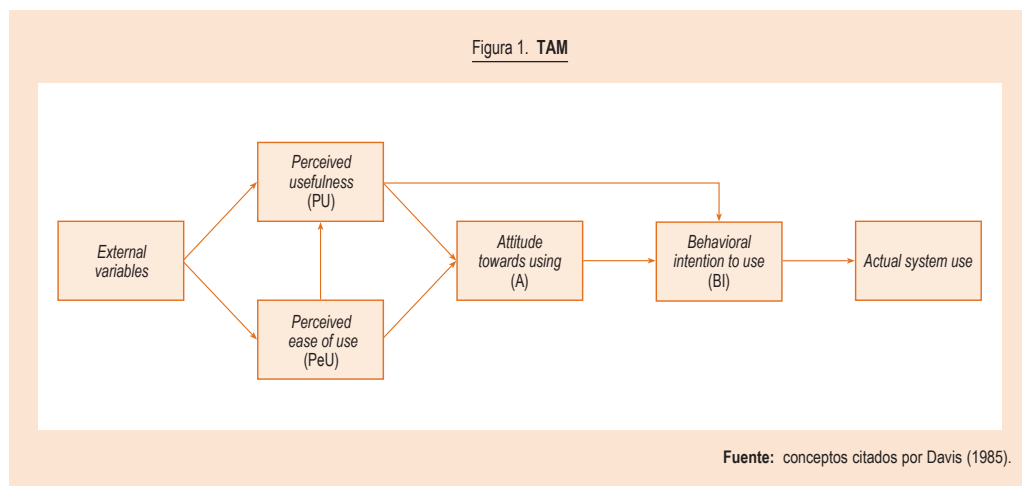 Figura 1. TAM
Perceived
usefulness
(PU)
External
variables
Attitude
towards using
(A)
Behavioral
intention to use
(BI)
Actual system use
Perceived
ease of use
(PeU)
Fuente: conceptos citados por Davis (1985).